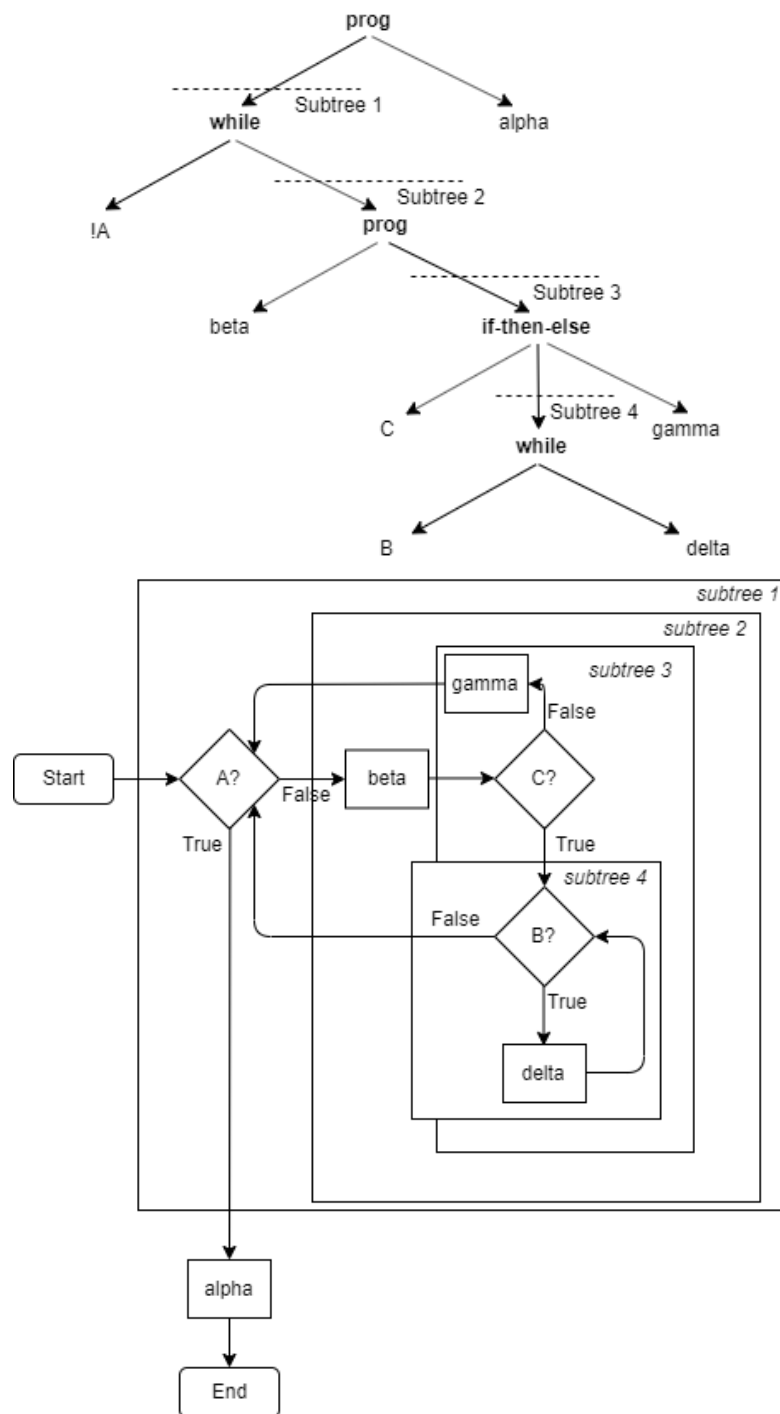 prog
Subtree 1
while
alpha
Subtree 2
!A
prog
Subtree 3
beta
if-then-else
Subtree 4
C
gamma
while
B
delta
subtree 1
subtree 2
subtree 3
gamma
False
Start
A?
False
beta
C?
True
True
subtree 4
False
B?
True
delta
alpha
End